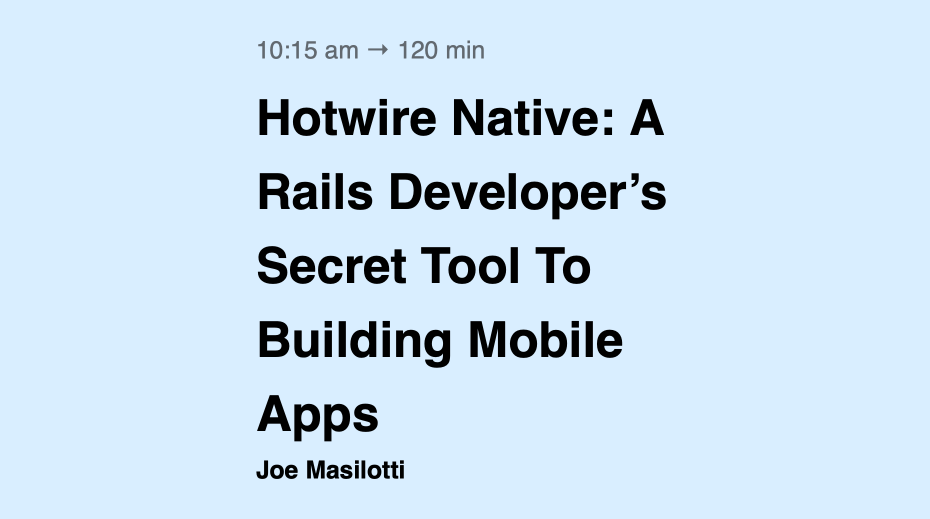 10:15 am → 120 min
Hotwire Native: A
Rails Developer’s
Secret Tool To
Building Mobile
Apps
Joe Masilotti